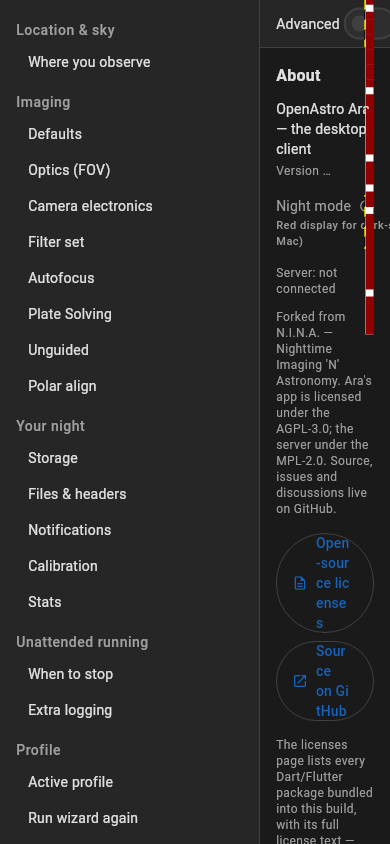 Location & sky
Where you observe
Imaging
Defaults
Optics (FOV)
Camera electronics
Filter set
Autofocus
Plate Solving
Unguided
Polar align
Your night
Storage
Files & headers
Notifications
Calibration
Stats
Unattended running
When to stop
Extra logging
Profile
Active profile
Run wizard again
Advanced
About
OpenAstro Ara
— the desktop
client
Version …
Night mode
Red display for dark-s
Mac)
Server: not
connected
Forked from
N.I.N.A. —
Nighttime
Imaging 'N'
Astronomy. Ara's
app is licensed
under the
AGPL-3.0; the
server under the
MPL-2.0. Source,
issues and
discussions live
on GitHub.
Open
-sour
ce lic
ense
s
Sour
ce
on Gi
tHub
The licenses
page lists every
Dart/Flutter
package bundled
into this build,
with its full
license text —